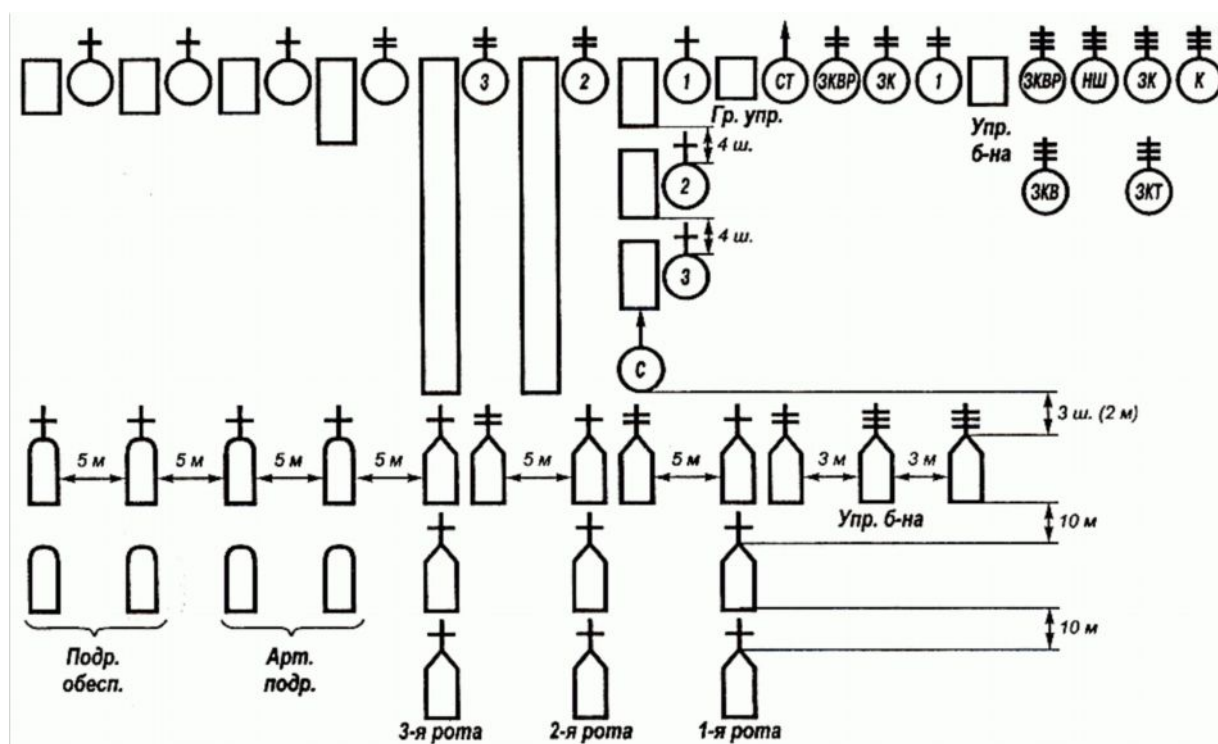 3 2 1 СТ ЗКВР ЗК 1 ЗКВР НШ ЗК К
Гр. упр.
Упр.
б-на
4 ш.
2
ЗКВ ЗКТ
4 ш.
3
С
3 ш. (2 м)
5 м 5 м 5 м 5 м 5 м 5 м 3 м 3 м
Упр. б-на
10 м
10 м
Подр.
обесп.
Арт.
подр.
3-я рота 2-я рота 1-я рота